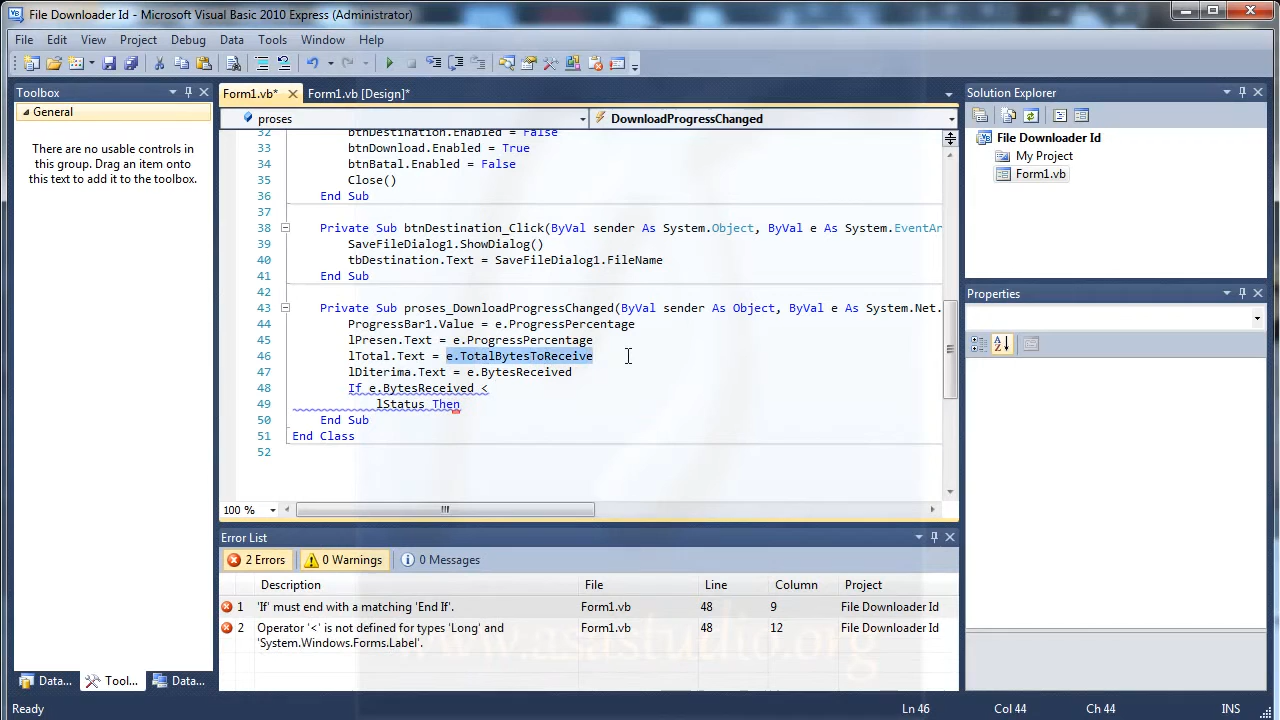 File Downloader Id - Microsoft Visual Basic 2010 Express (Administrator)
File Edit View Project Debug Data Tools Window Help
Toolbox
General
There are no usable controls in
this group. Drag an item onto
this text to add it to the toolbox.
Data... Tool... Data...
Form1.vb* Form1.vb [Design]*
proses DownloadProgressChanged
32 btnDestination.Enabled = False
33 btnDownload.Enabled = True
34 btnBatal.Enabled = False
35 Close()
36 End Sub
37
38 Private Sub btnDestination_Click(ByVal sender As System.Object, ByVal e As System.EventAr
39 SaveFileDialog1.ShowDialog()
40 tbDestination.Text = SaveFileDialog1.FileName
41 End Sub
42
43 Private Sub proses_DownloadProgressChanged(ByVal sender As Object, ByVal e As System.Net.
44 ProgressBar1.Value = e.ProgressPercentage
45 lPresen.Text = e.ProgressPercentage
46 lTotal.Text = e.TotalBytesToReceive
47 lDiterima.Text = e.BytesReceived
48 If e.BytesReceived <
49 lStatus Then
50 End Sub
51 End Class
52
100 %
Error List
2 Errors 0 Warnings 0 Messages
Description File Line Column Project
1 'If' must end with a matching 'End If'. Form1.vb 48 9 File Downloader Id
2 Operator '<' is not defined for types 'Long' and 'System.Windows.Forms.Label'. Form1.vb 48 12 File Downloader Id
www.asastudio.org
Solution Explorer
File Downloader Id
My Project
Form1.vb
Properties
Ready Ln 46 Col 44 Ch 44 INS